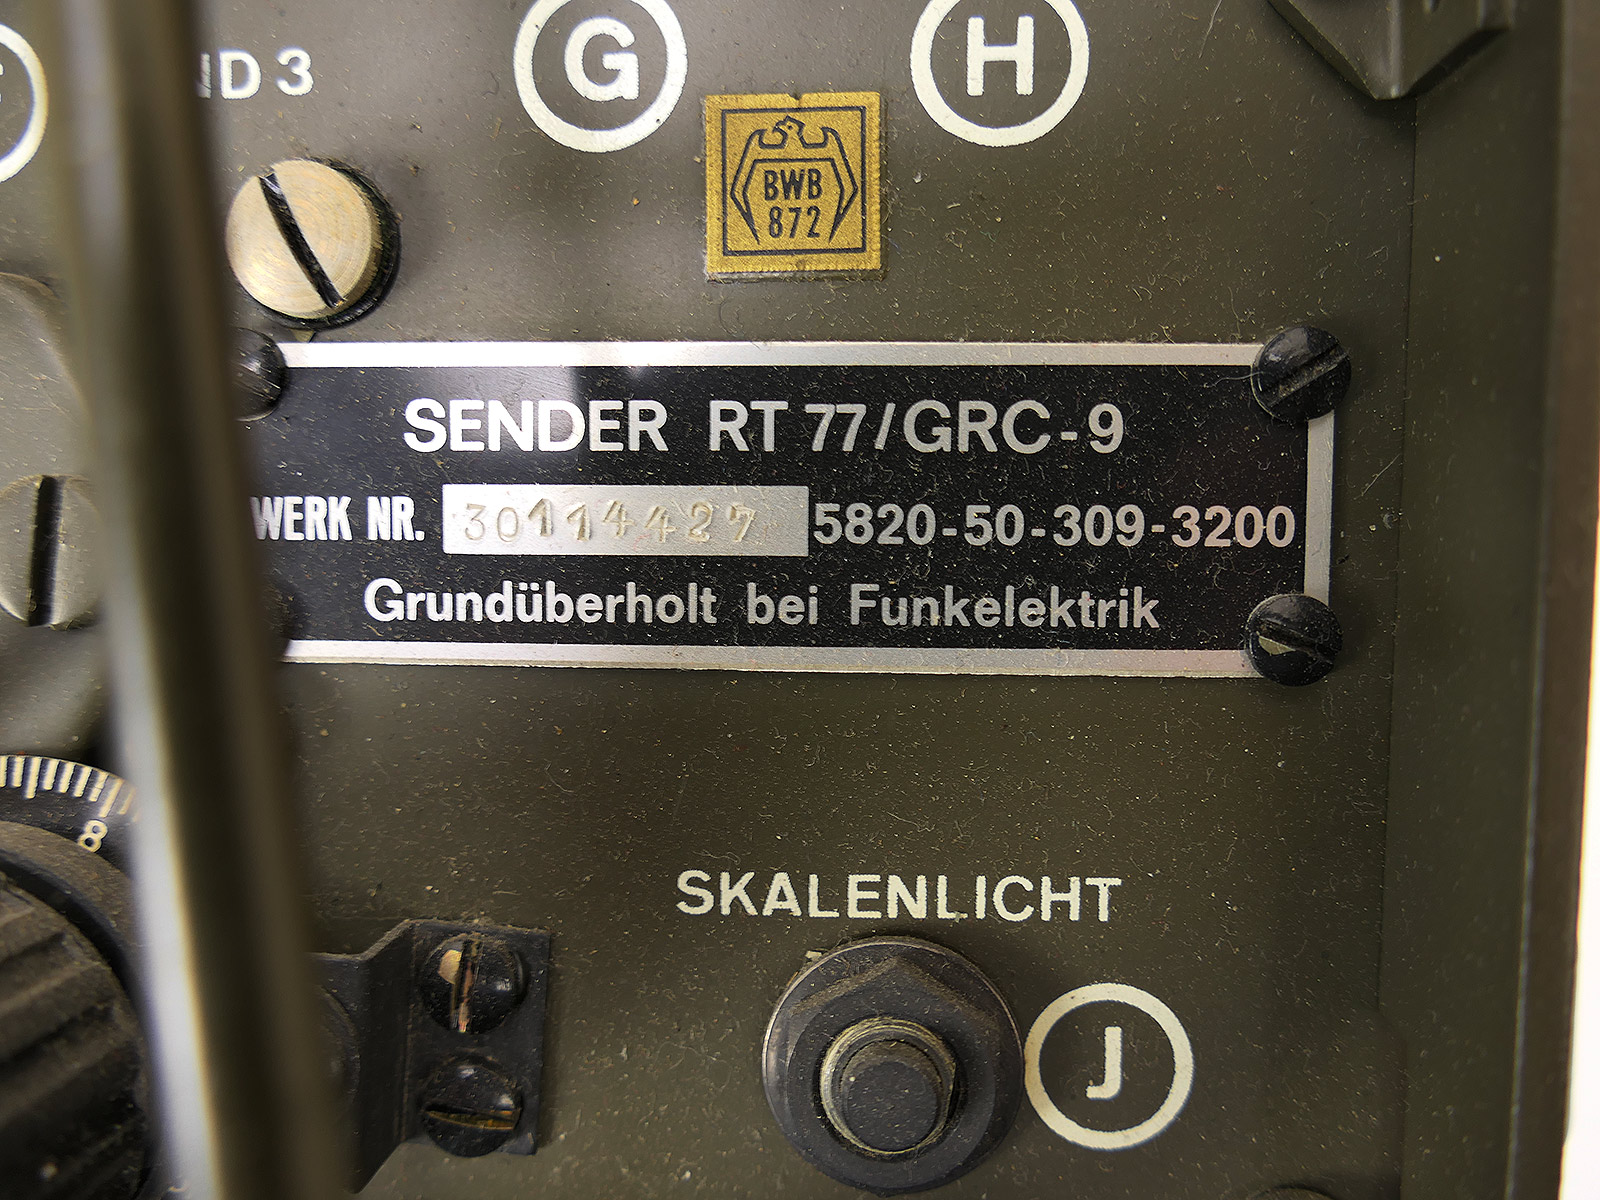 ND 3
G
H
BWB
872
SENDER RT 77/GRC-9
WERK NR. 30114427 5820-50-309-3200
Grundüberholt bei Funkelektrik
8
SKALENLICHT
J